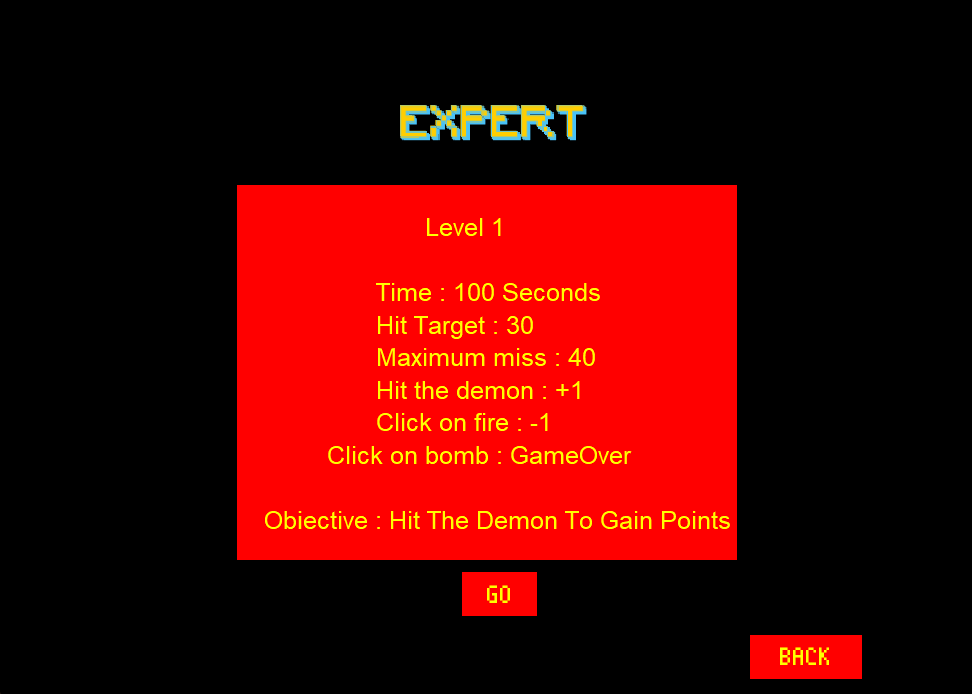 EXPERT
Level 1
Time : 100 Seconds
Hit Target : 30
Maximum miss : 40
Hit the demon : +1
Click on fire : -1
Click on bomb : GameOver
Obiective : Hit The Demon To Gain Points
GO
BACK